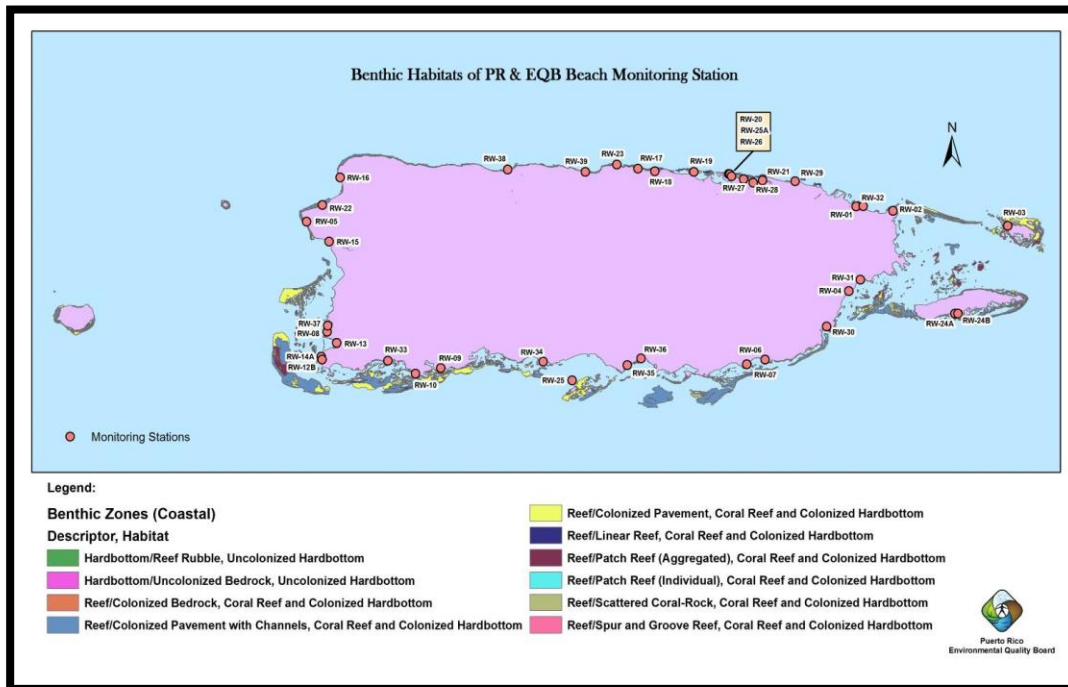 Benthic Habitats of PR & EQB Beach Monitoring Station
RW-20
RW-25A
RW-26
N
RW-38
RW-39
RW-23
RW-17
RW-18
RW-19
RW-27
RW-28
RW-21
RW-29
RW-16
RW-22
RW-05
RW-15
RW-01
RW-32
RW-02
RW-03
RW-31
RW-04
RW-24A
RW-24B
RW-30
RW-37
RW-08
RW-13
RW-14A
RW-12B
RW-33
RW-09
RW-10
RW-34
RW-25
RW-36
RW-35
RW-06
RW-07
Monitoring Stations
Legend:
Benthic Zones (Coastal)
Descriptor, Habitat
Hardbottom/Reef Rubble, Uncolonized Hardbottom
Hardbottom/Uncolonized Bedrock, Uncolonized Hardbottom
Reef/Colonized Bedrock, Coral Reef and Colonized Hardbottom
Reef/Colonized Pavement with Channels, Coral Reef and Colonized Hardbottom
Reef/Colonized Pavement, Coral Reef and Colonized Hardbottom
Reef/Linear Reef, Coral Reef and Colonized Hardbottom
Reef/Patch Reef (Aggregated), Coral Reef and Colonized Hardbottom
Reef/Patch Reef (Individual), Coral Reef and Colonized Hardbottom
Reef/Scattered Coral-Rock, Coral Reef and Colonized Hardbottom
Reef/Spur and Groove Reef, Coral Reef and Colonized Hardbottom
Puerto Rico
Environmental Quality Board